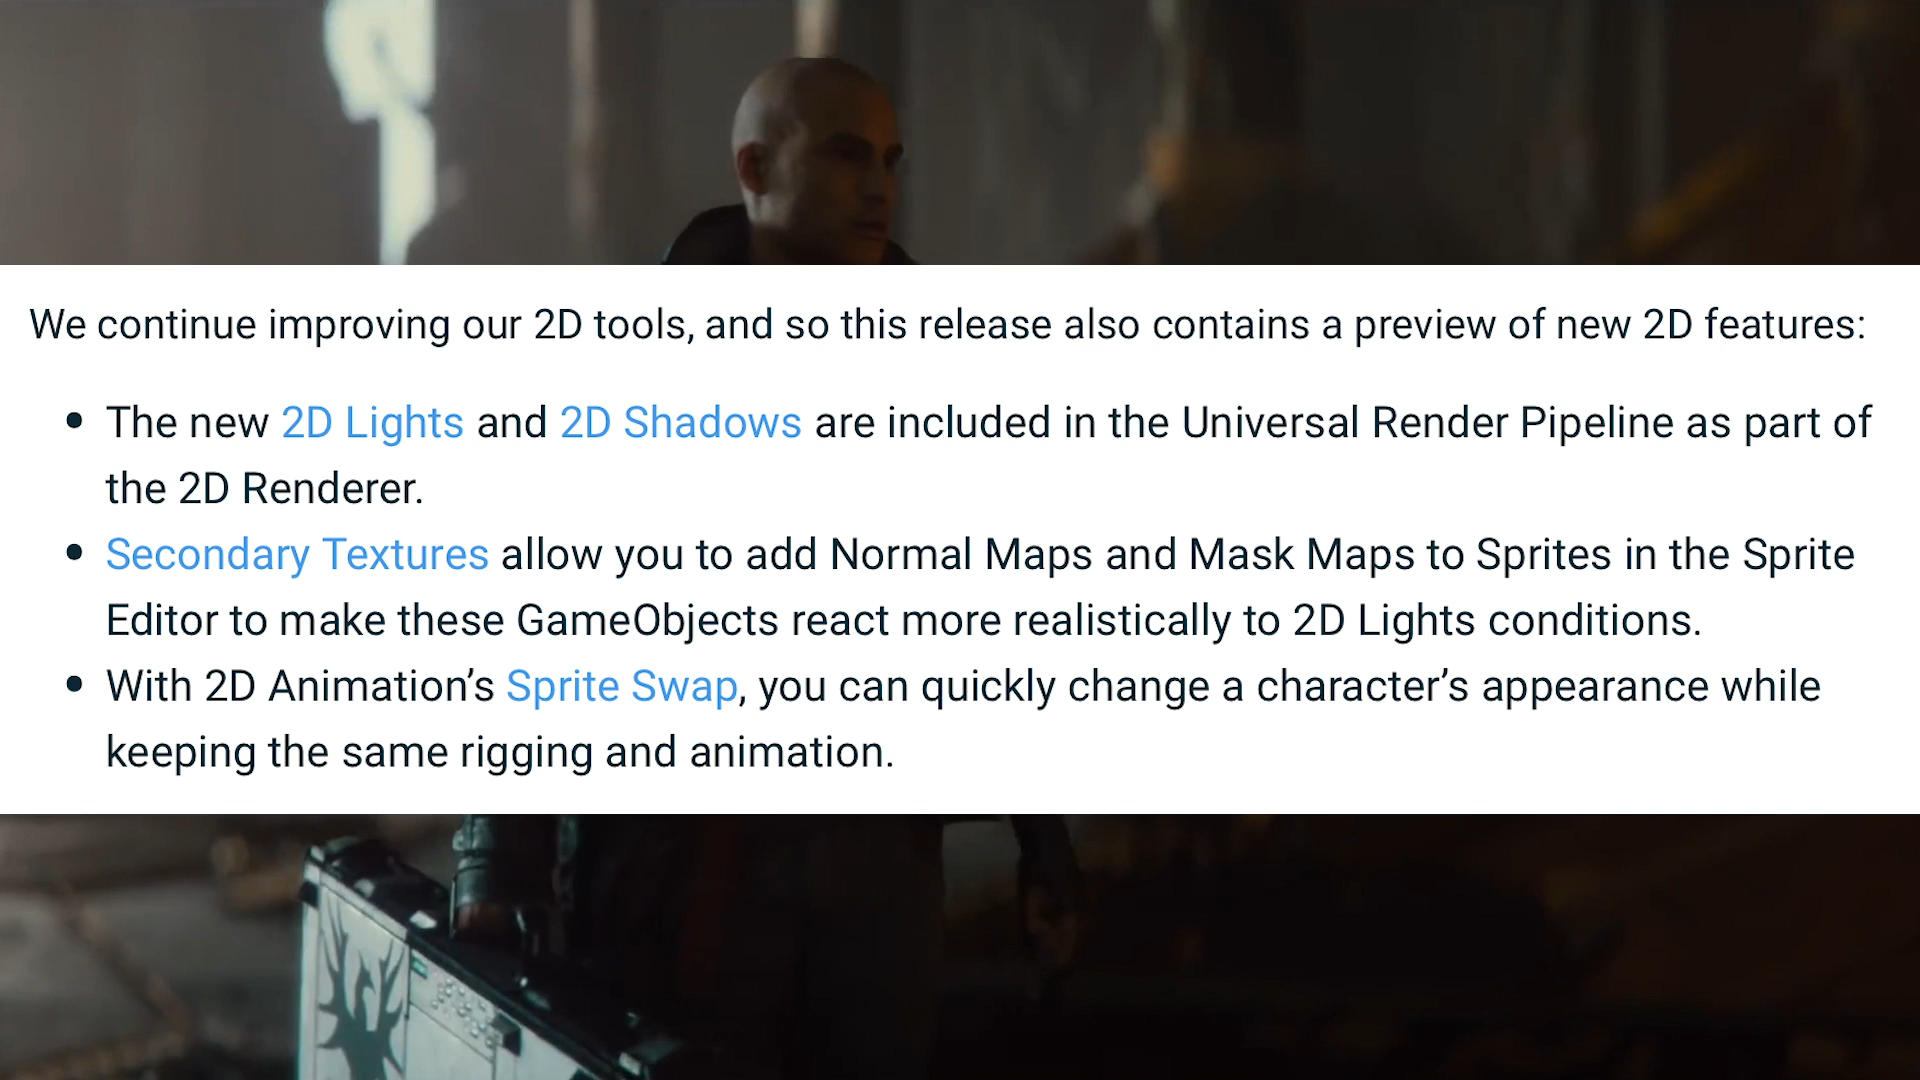 We continue improving our 2D tools, and so this release also contains a preview of new 2D features:
• The new 2D Lights and 2D Shadows are included in the Universal Render Pipeline as part of
the 2D Renderer.
• Secondary Textures allow you to add Normal Maps and Mask Maps to Sprites in the Sprite
Editor to make these GameObjects react more realistically to 2D Lights conditions.
• With 2D Animation’s Sprite Swap, you can quickly change a character’s appearance while
keeping the same rigging and animation.